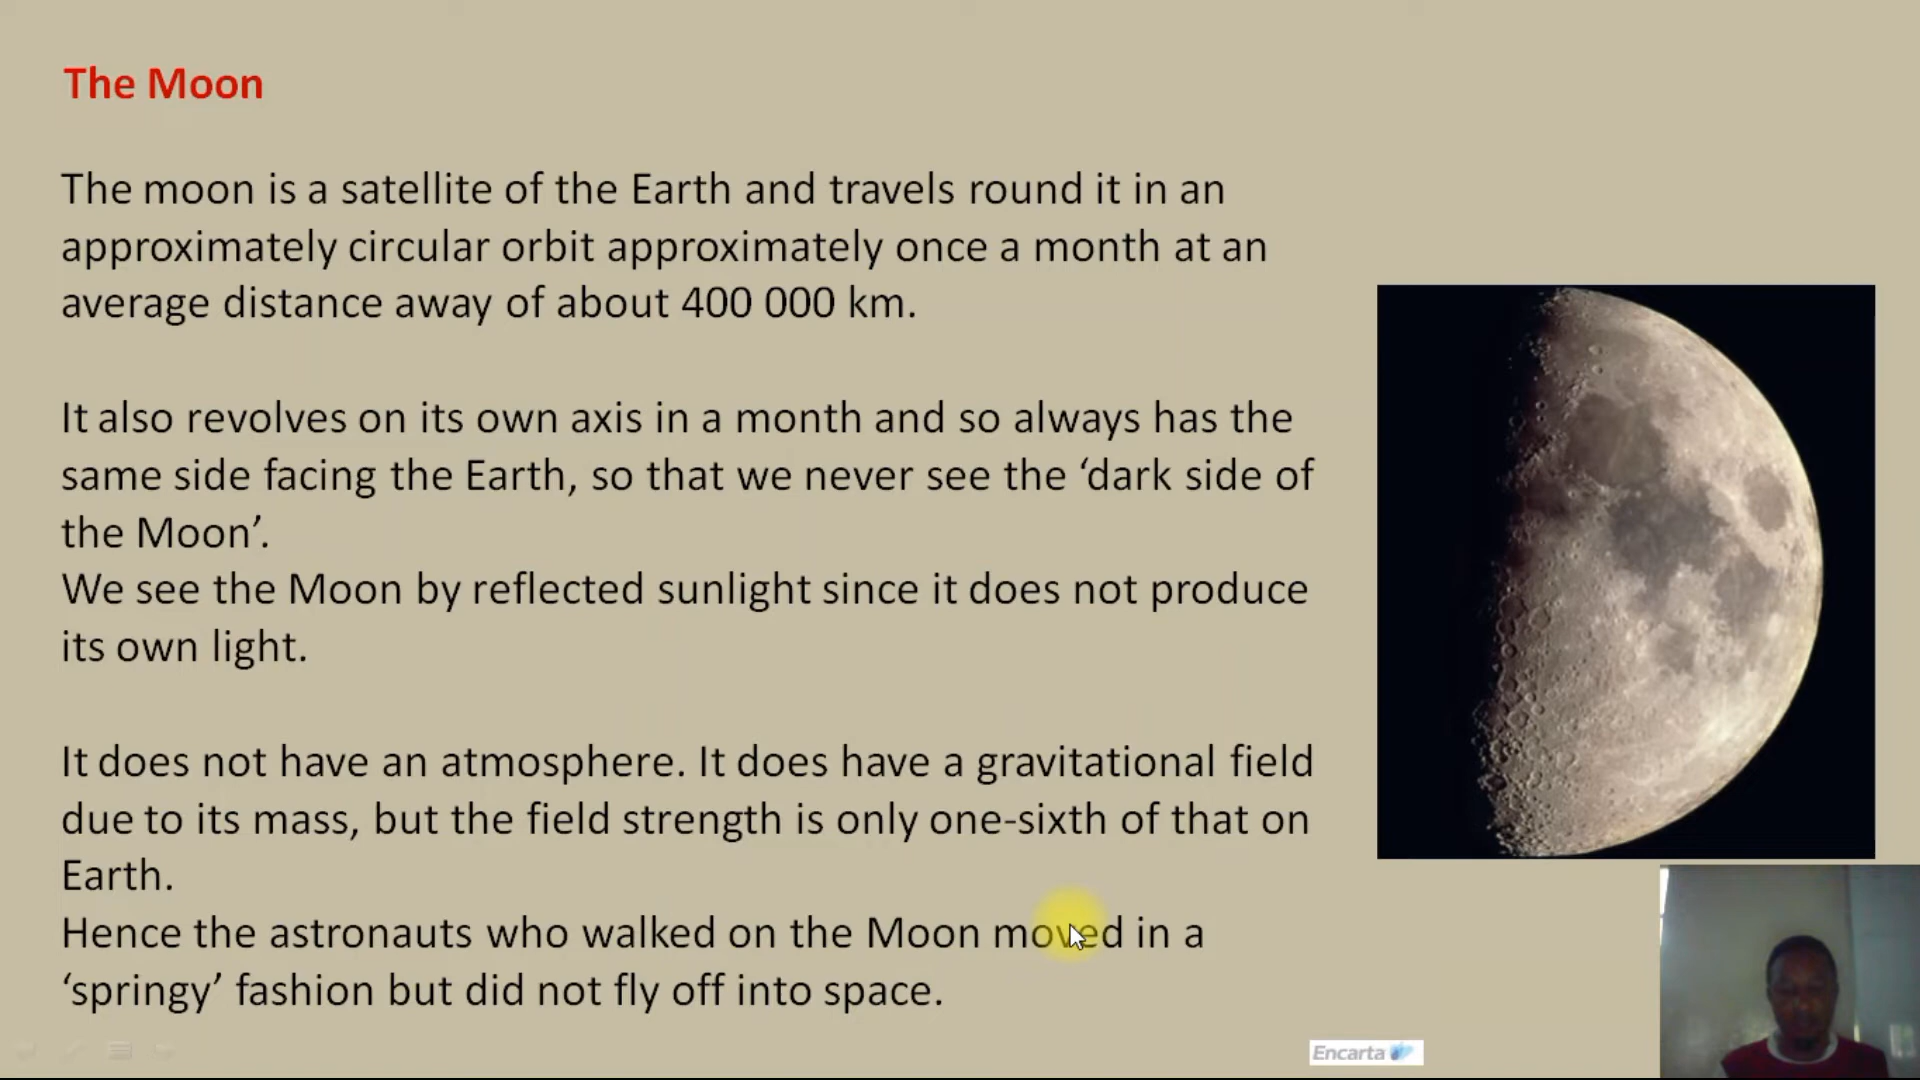 The Moon
The moon is a satellite of the Earth and travels round it in an
approximately circular orbit approximately once a month at an
average distance away of about 400 000 km.
It also revolves on its own axis in a month and so always has the
same side facing the Earth, so that we never see the ‘dark side of
the Moon’.
We see the Moon by reflected sunlight since it does not produce
its own light.
It does not have an atmosphere. It does have a gravitational field
due to its mass, but the field strength is only one-sixth of that on
Earth.
Hence the astronauts who walked on the Moon moved in a
‘springy’ fashion but did not fly off into space.
Encarta